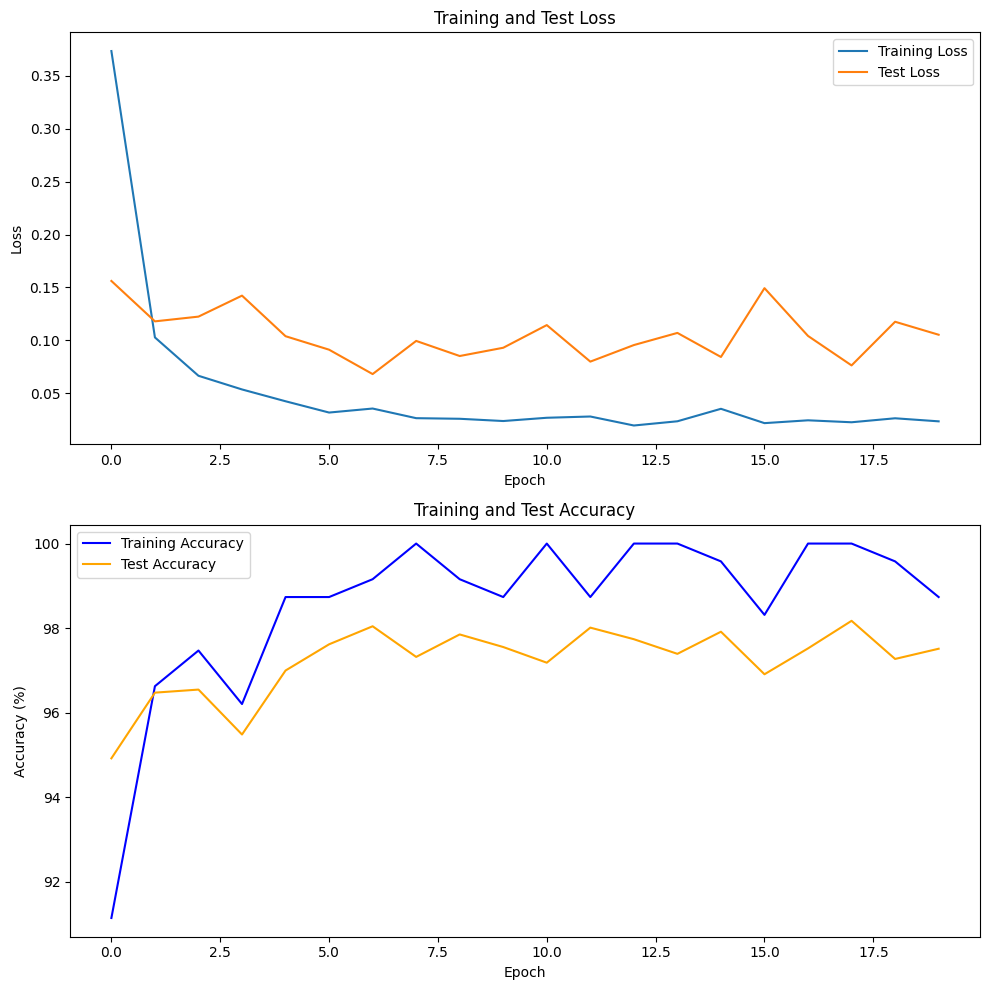 Training and Test Loss
Training Loss
Test Loss
0.35
0.30
0.25
0.20
0.15
0.10
0.05
Loss
0.0 2.5 5.0 7.5 10.0 12.5 15.0 17.5
Epoch
Training and Test Accuracy
Training Accuracy
Test Accuracy
100
98
96
94
92
Accuracy (%)
0.0 2.5 5.0 7.5 10.0 12.5 15.0 17.5
Epoch